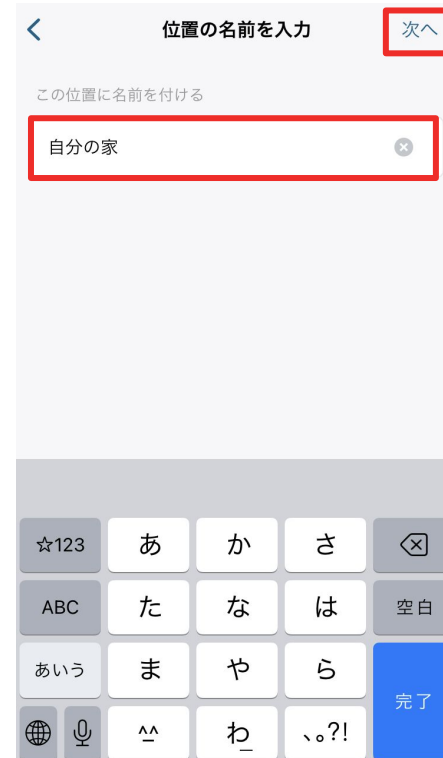 位置の名前を入力 次へ
この位置に名前を付ける
自分の家
☆123 あ か さ
ABC た な は 空白
あいう ま や ら 完了
^^ わ 、。?!